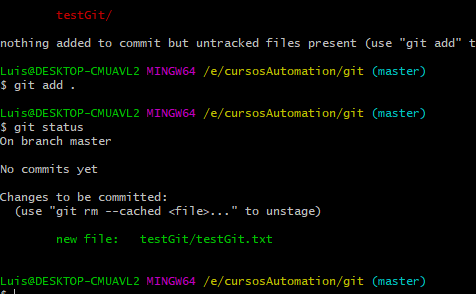 testGit/
nothing added to commit but untracked files present (use "git add" t
Luis@DESKTOP-CMUAVL2 MINGW64 /e/cursosAutomation/git (master)
$ git add .
Luis@DESKTOP-CMUAVL2 MINGW64 /e/cursosAutomation/git (master)
$ git status
On branch master
No commits yet
Changes to be committed:
(use "git rm --cached <file>..." to unstage)
new file:   testGit/testGit.txt
Luis@DESKTOP-CMUAVL2 MINGW64 /e/cursosAutomation/git (master)
$